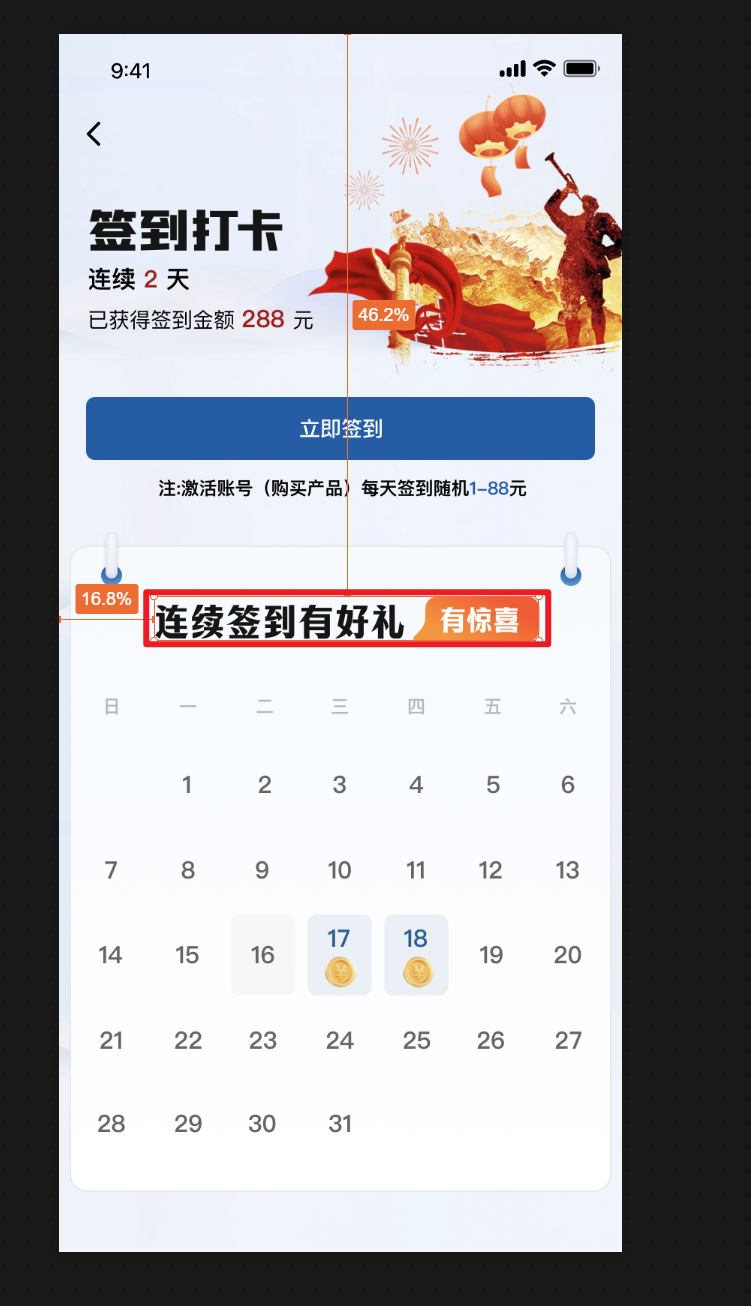 9:41
签到打卡
连续 2 天
已获得签到金额 288 元
46.2%
立即签到
注:激活账号（购买产品）每天签到随机1-88元
16.8%
连续签到有好礼 有惊喜
日 一 二 三 四 五 六
1 2 3 4 5 6
7 8 9 10 11 12 13
14 15 16 17 18 19 20
21 22 23 24 25 26 27
28 29 30 31